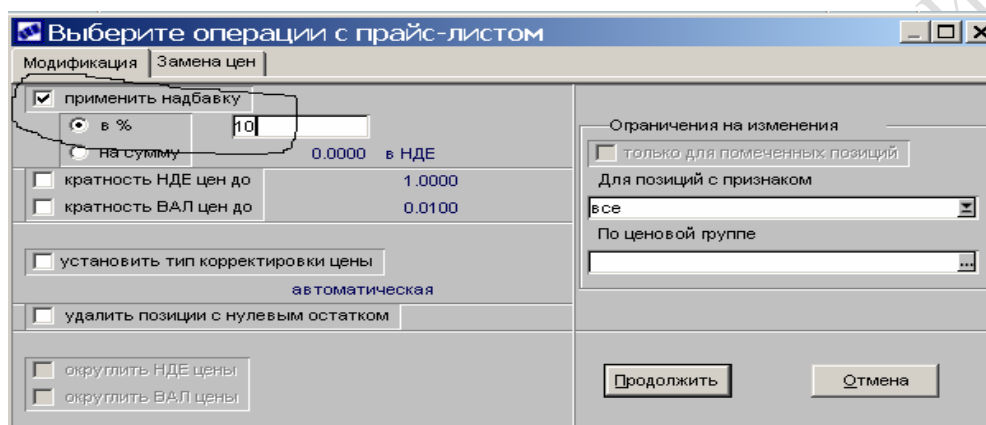 Выберите операции с прайс-листом
Модификация Замена цен
применить надбавку
в % 10
на сумму 0.0000 в НДЕ
кратность НДЕ цен до 1.0000
кратность ВАЛ цен до 0.0100
установить тип корректировки цены
автоматическая
удалить позиции с нулевым остатком
округлить НДЕ цены
округлить ВАЛ цены
Ограничения на изменения
только для помеченных позиций
Для позиций с признаком
все
По ценовой группе
...
Продолжить Отмена